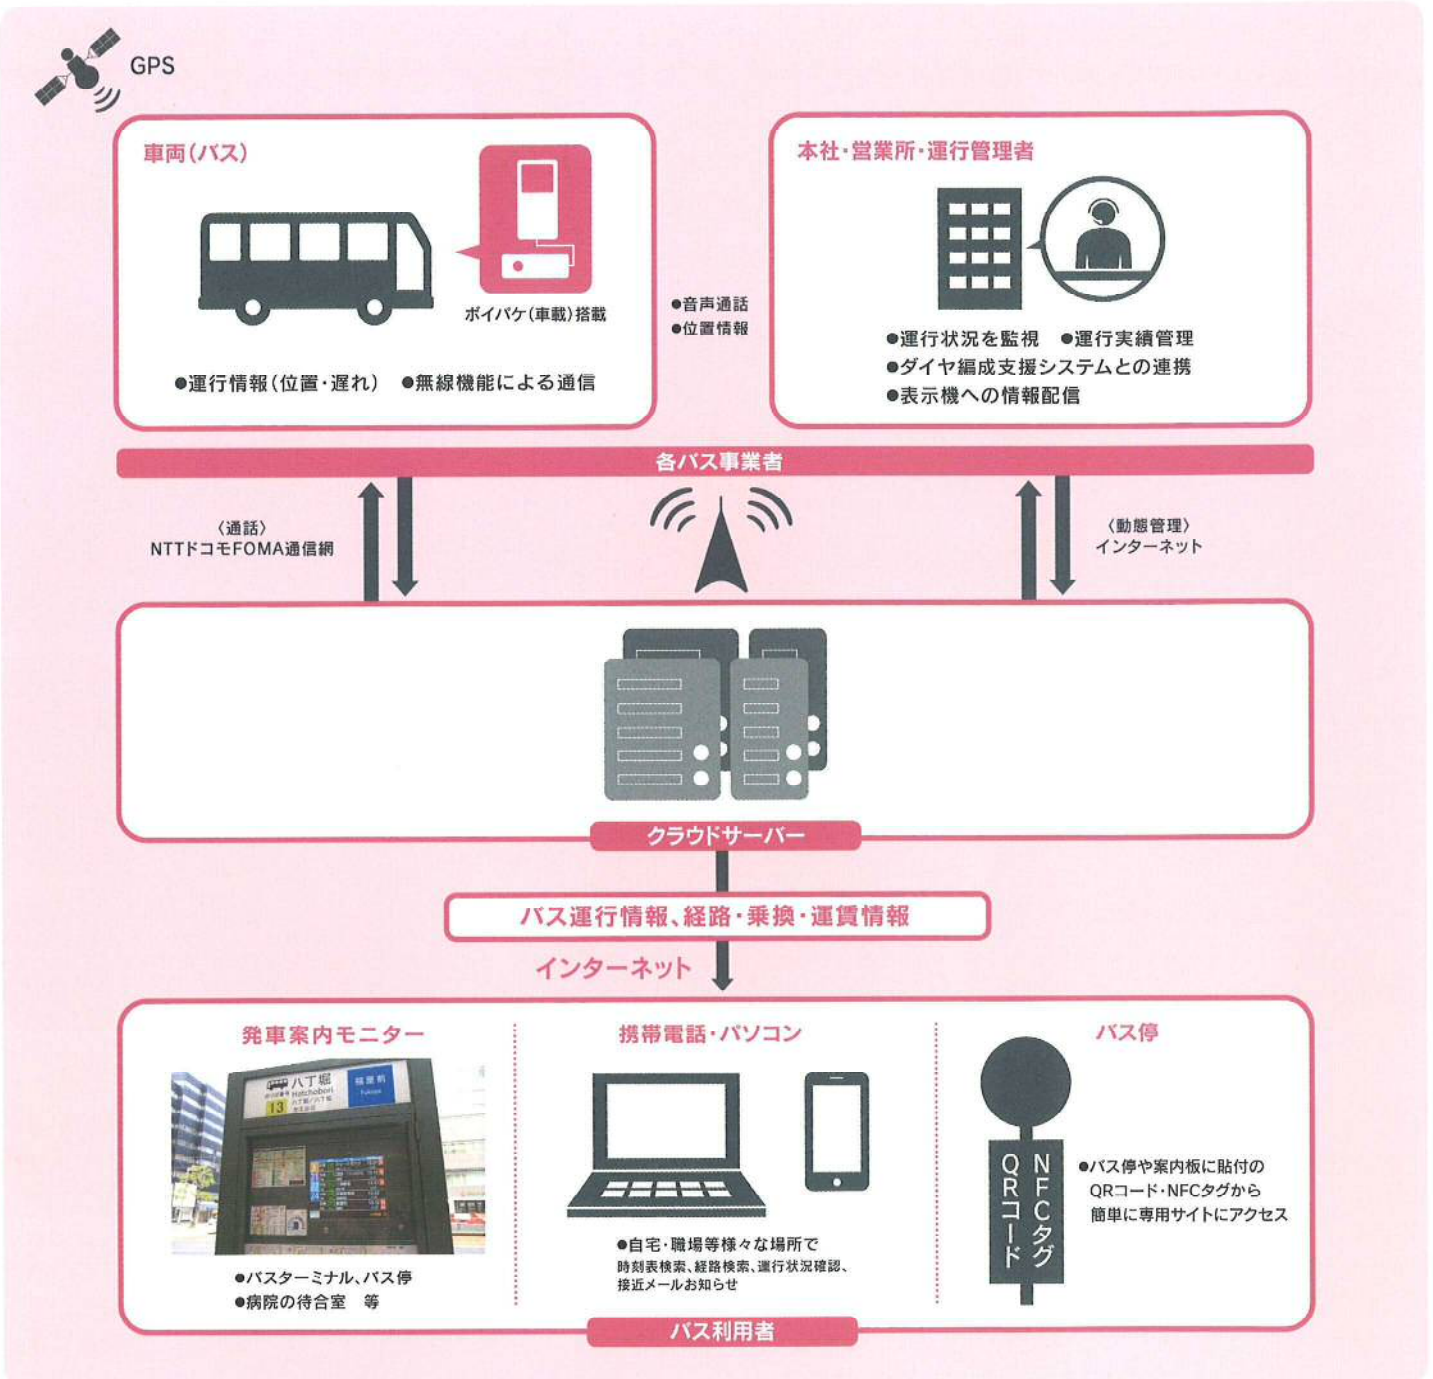 GPS
車両(バス)
ボイパケ(車載)搭載
●運行情報(位置・遅れ) ●無線機能による通信
●音声通話
●位置情報
本社・営業所・運行管理者
●運行状況を監視 ●運行実績管理
●ダイヤ編成支援システムとの連携
●表示機への情報配信
各バス事業者
〈通話〉
NTTドコモFOMA通信網
〈動態管理〉
インターネット
クラウドサーバー
バス運行情報、経路・乗換・運賃情報
インターネット
発車案内モニター
八丁堀
Hatchobori
13
福屋前
Fukuya
●バスターミナル、バス停
●病院の待合室 等
携帯電話・パソコン
●自宅・職場等様々な場所で
時刻表検索、経路検索、運行状況確認、
接近メールお知らせ
バス停
NFCタグ
QRコード
●バス停や案内板に貼付の
QRコード・NFCタグから
簡単に専用サイトにアクセス
バス利用者